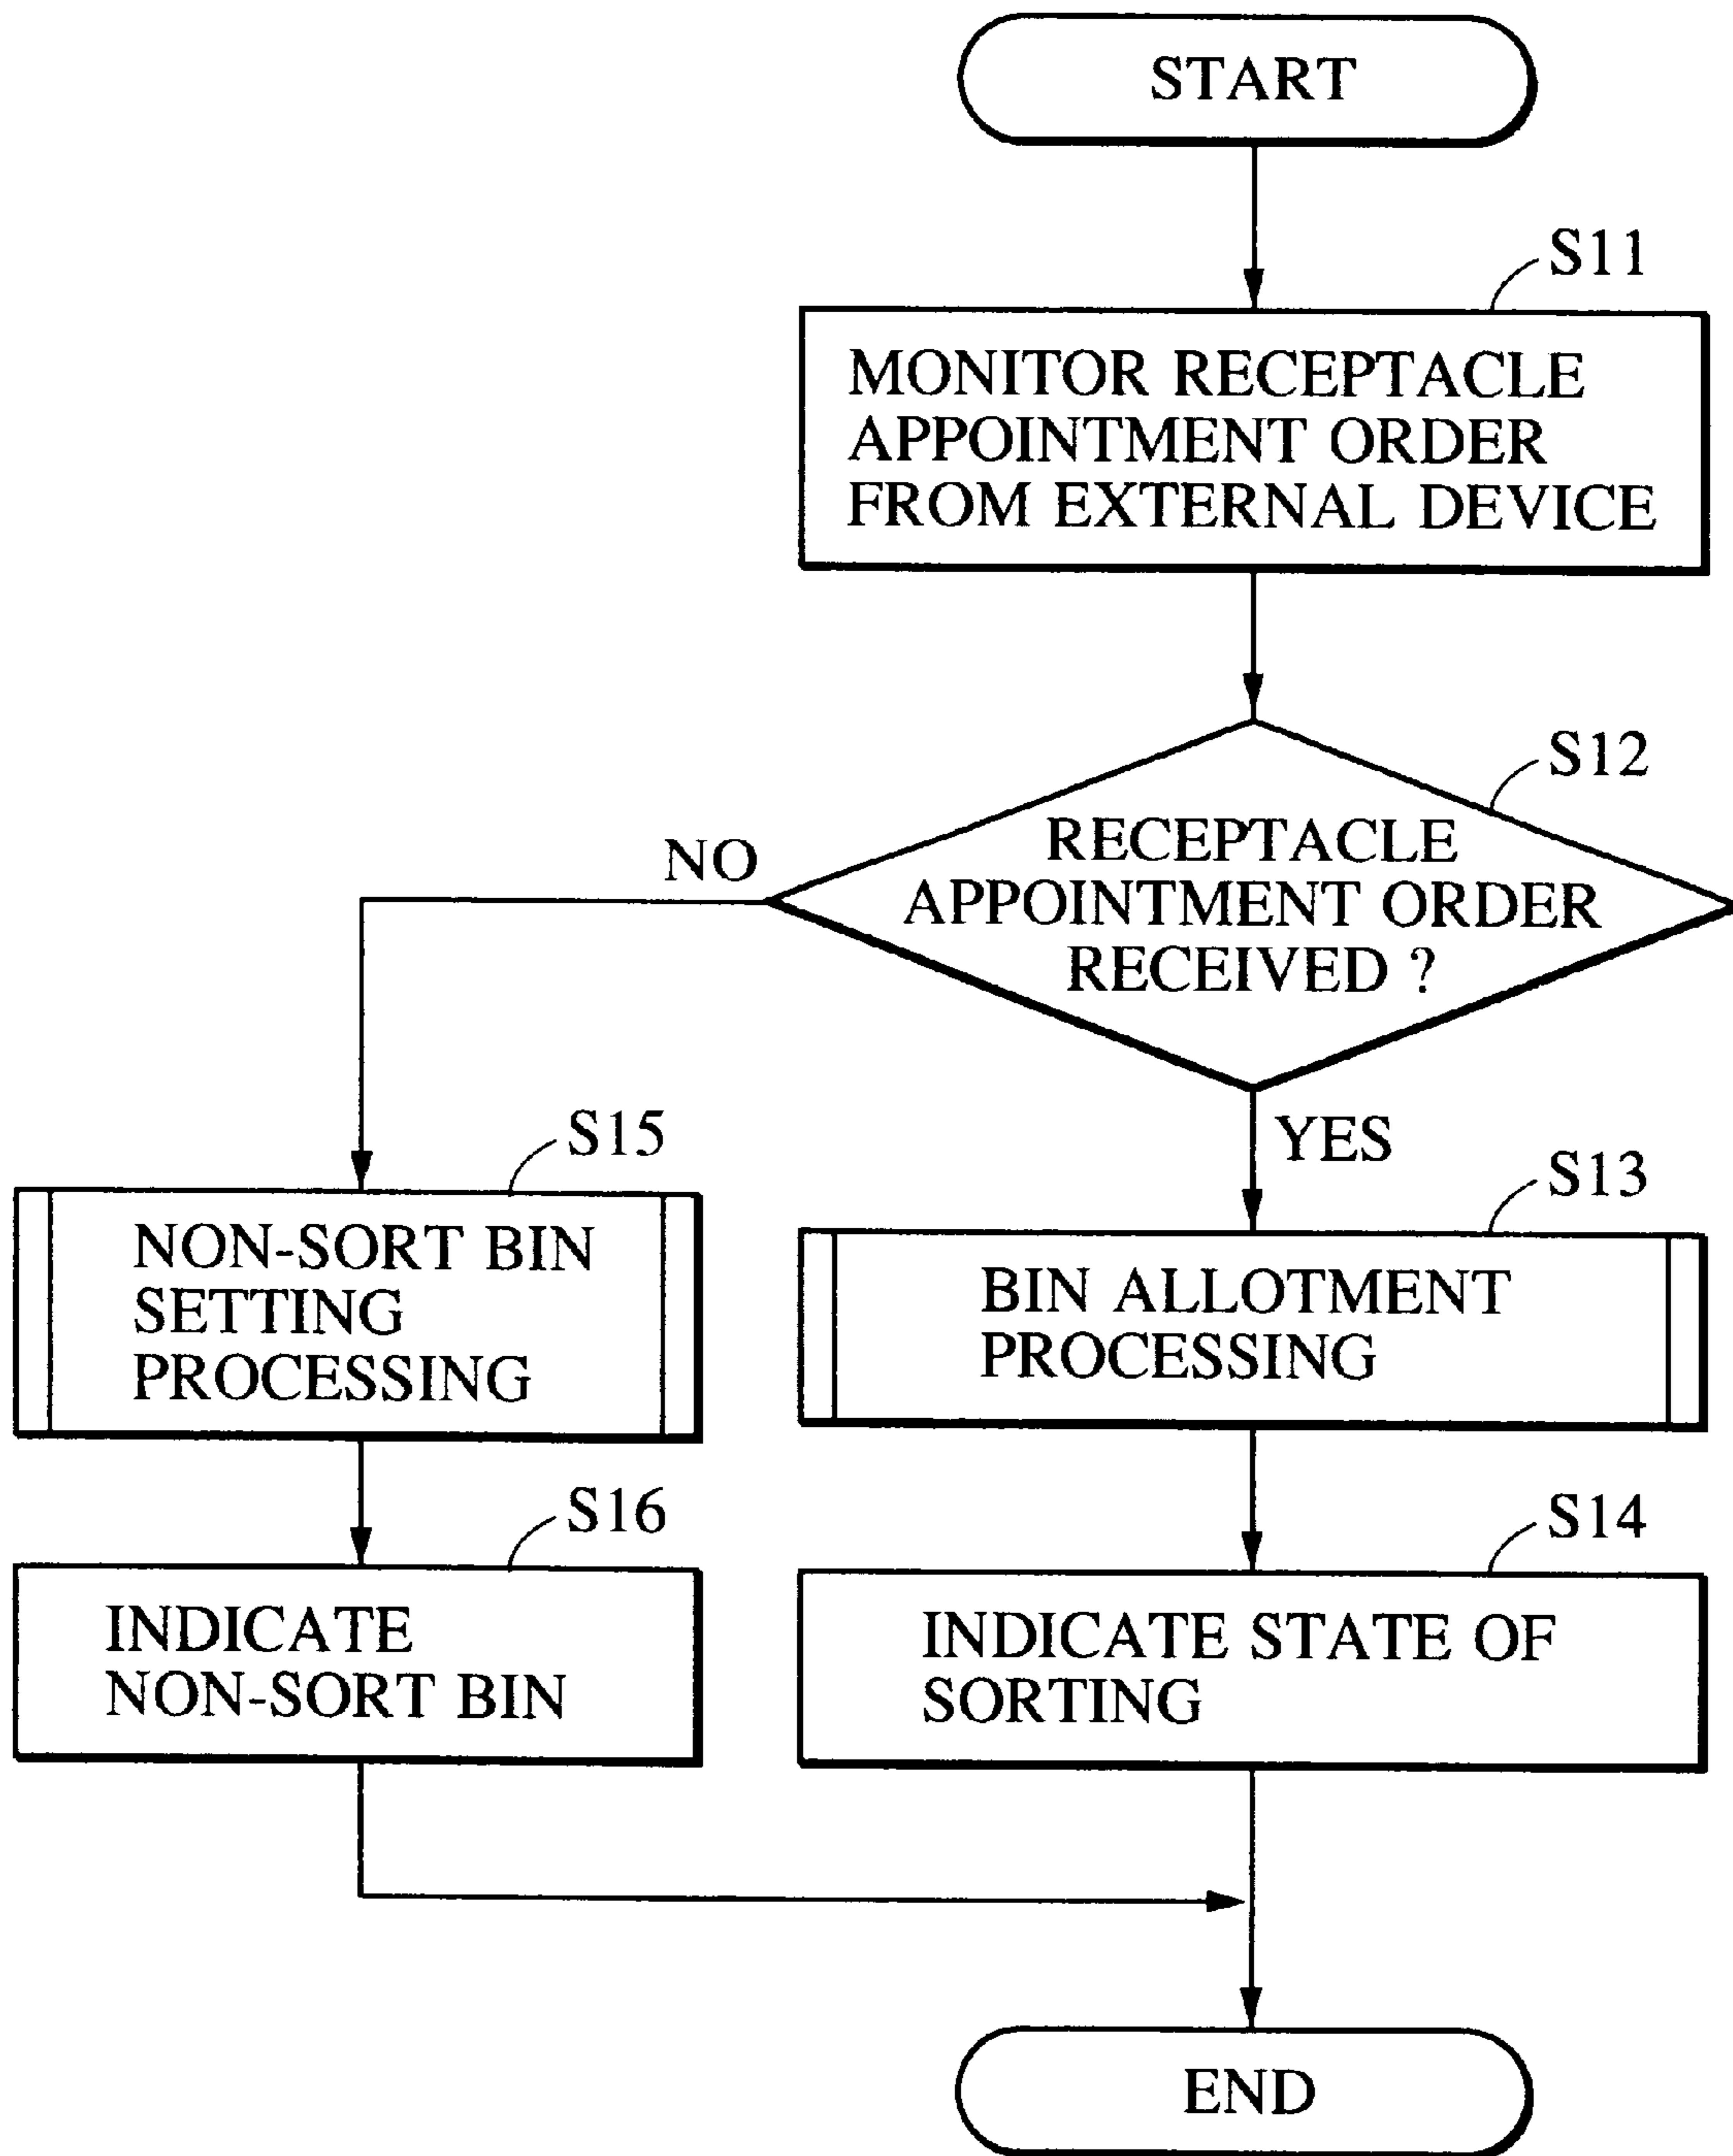 START
S11
MONITOR RECEPTACLE
APPOINTMENT ORDER
FROM EXTERNAL DEVICE
S12
RECEPTACLE
APPOINTMENT ORDER
RECEIVED ?
NO
YES
S15
NON-SORT BIN
SETTING
PROCESSING
S13
BIN ALLOTMENT
PROCESSING
S16
INDICATE
NON-SORT BIN
S14
INDICATE STATE OF
SORTING
END